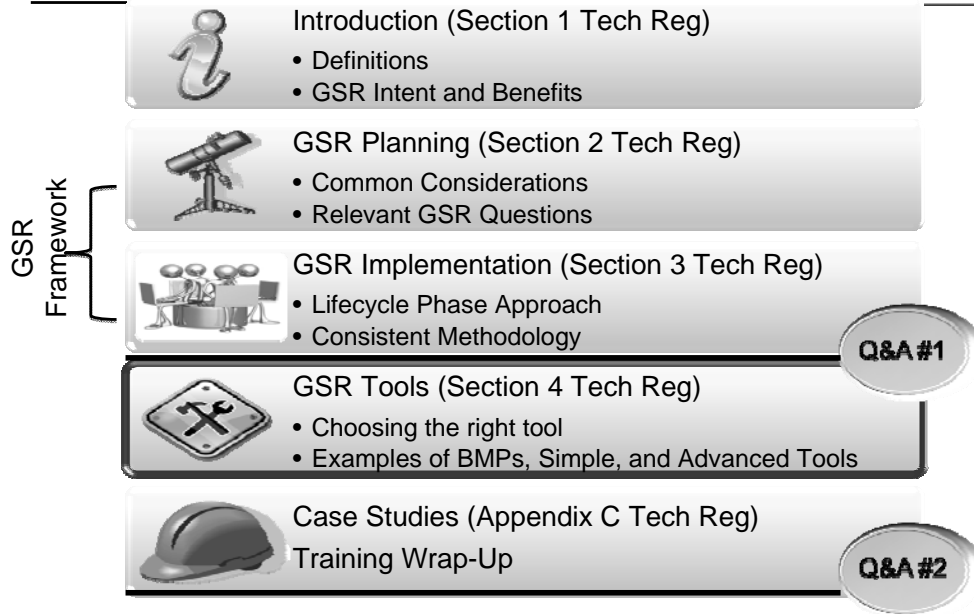 Introduction (Section 1 Tech Reg)
• Definitions
• GSR Intent and Benefits
GSR Planning (Section 2 Tech Reg)
• Common Considerations
• Relevant GSR Questions
GSR
Framework
GSR Implementation (Section 3 Tech Reg)
• Lifecycle Phase Approach
• Consistent Methodology
Q&A #1
GSR Tools (Section 4 Tech Reg)
• Choosing the right tool
• Examples of BMPs, Simple, and Advanced Tools
Case Studies (Appendix C Tech Reg)
Training Wrap-Up
Q&A #2